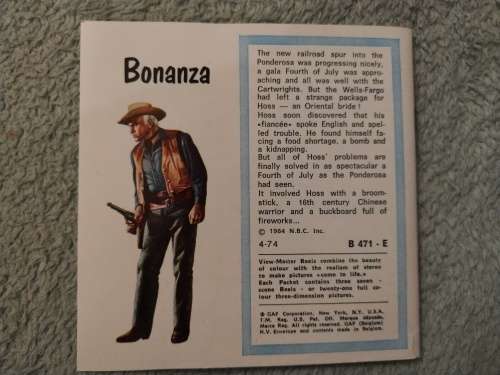 Bonanza
The new railroad spur into the
Ponderosa was progressing nicely,
a gala Fourth of July was appro-
aching and all was well with the
Cartwrights. But the Wells-Fargo
had left a strange package for
Hoss — an Oriental bride !
Hoss soon discovered that his
«fiancée» spoke English and spel-
led trouble. He found himself fa-
cing a food shortage, a bomb and
a kidnapping.
But all of Hoss' problems are
finally solved in as spectacular a
Fourth of July as the Ponderosa
had seen.
It involved Hoss with a broom-
stick, a 16th century Chinese
warrior and a buckboard full of
fireworks...
© 1964 N.B.C. Inc.
4-74 B 471 - E
View-Master Reels combine the beauty
of colour with the realism of stereo
to make pictures «come to life.»
Each Packet contains three seven -
scene Reels - or twenty-one full co-
lour three-dimension pictures.
® GAF Corporation, New York, N.Y. U.S.A.
T.M. Reg. U.S. Pat. Off. Marque déposée
Marca Reg. All rights reserved. GAF (Belgium)
N.V. Envelope and contents made in Belgium.